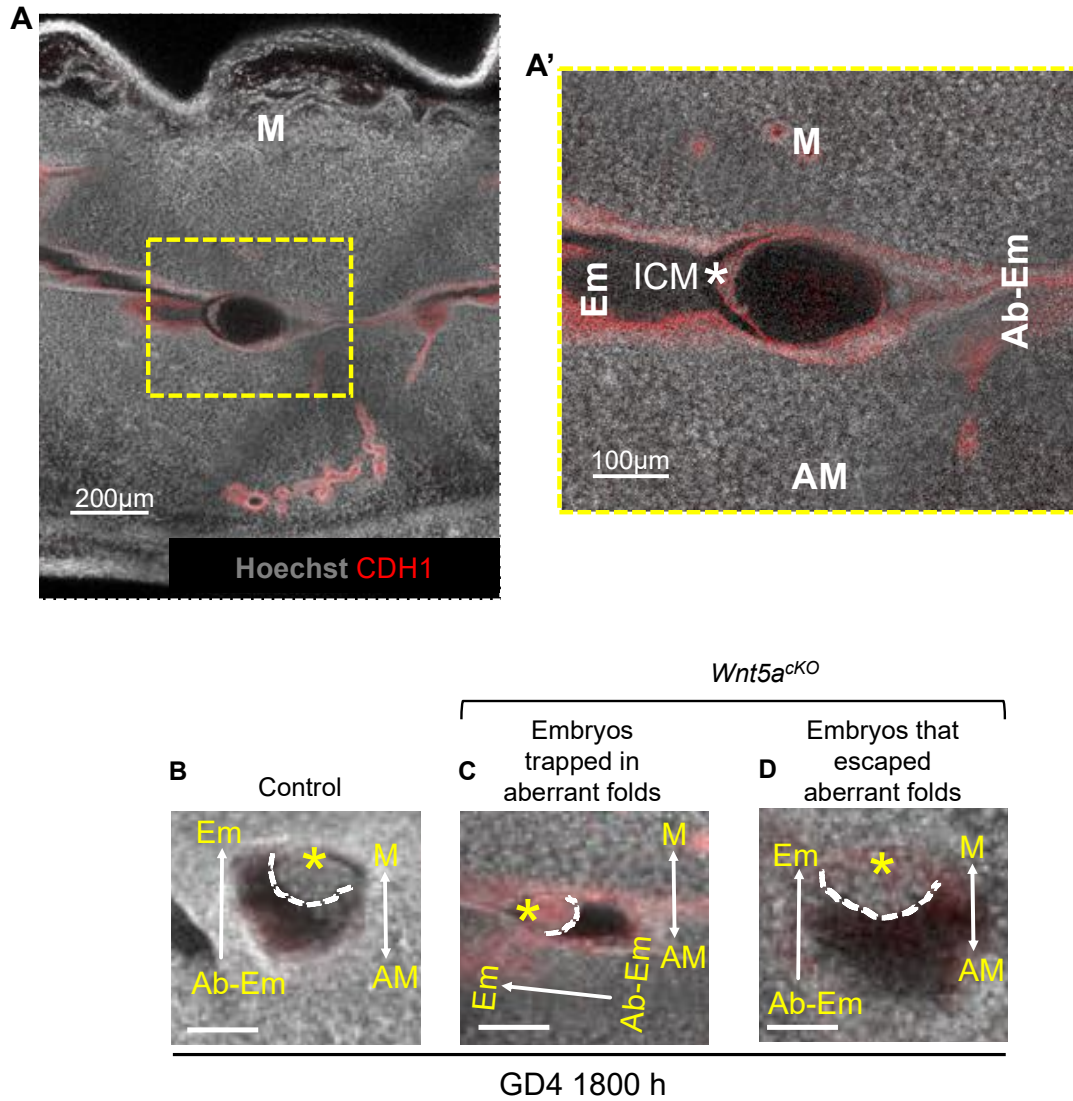 A
M
200µm
Hoechst CDH1
A'
M
Em
ICM *
Ab-Em
100µm
AM
Wnt5a^cKO
B
Control
C
Embryos
trapped in
aberrant folds
D
Embryos that
escaped
aberrant folds
Em
*
M
Ab-Em
AM
*
M
AM
Em
Ab-Em
Em
*
M
Ab-Em
AM
GD4 1800 h